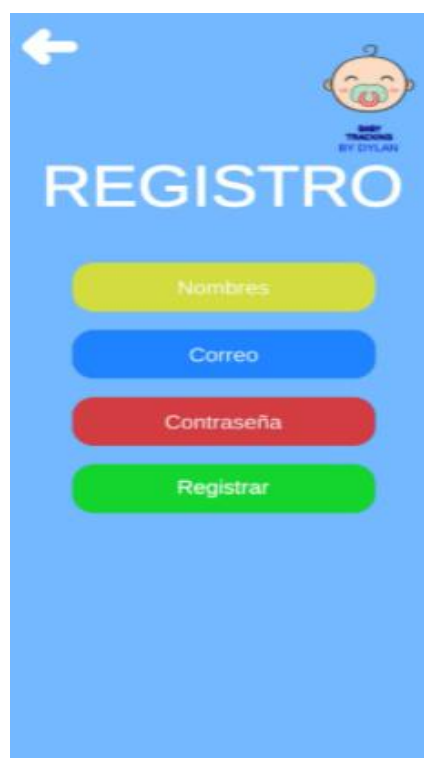 BABY
TRACKING
BY DYLAN
REGISTRO
Nombres
Correo
Contraseña
Registrar